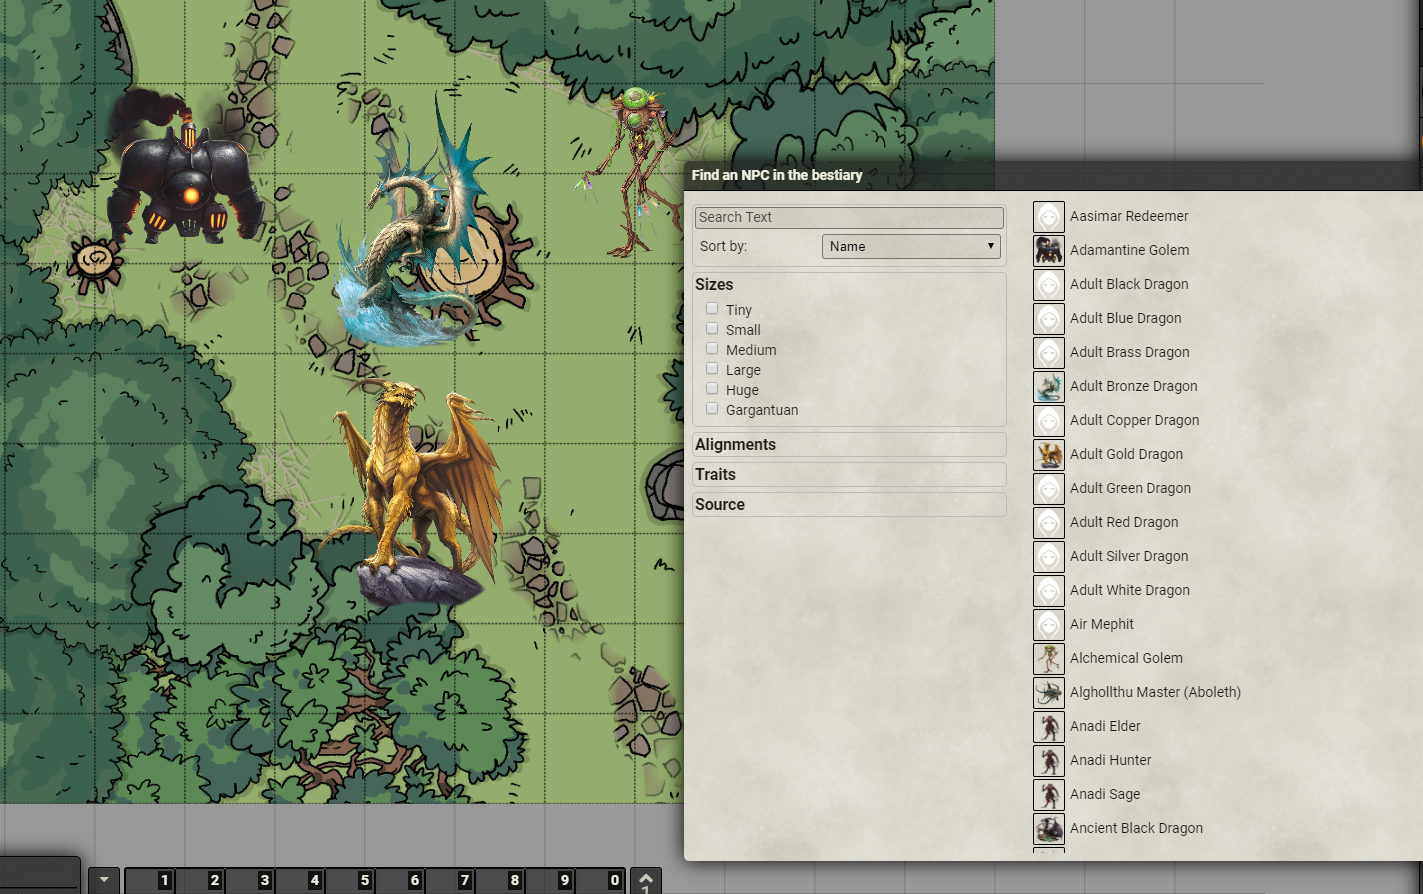 Find an NPC in the bestiary
Search Text
Sort by:
Name
Sizes
Tiny
Small
Medium
Large
Huge
Gargantuan
Alignments
Traits
Source
Aasimar Redeemer
Adamantine Golem
Adult Black Dragon
Adult Blue Dragon
Adult Brass Dragon
Adult Bronze Dragon
Adult Copper Dragon
Adult Gold Dragon
Adult Green Dragon
Adult Red Dragon
Adult Silver Dragon
Adult White Dragon
Air Mephit
Alchemical Golem
Alghollthu Master (Aboleth)
Anadi Elder
Anadi Hunter
Anadi Sage
Ancient Black Dragon
1 2 3 4 5 6 7 8 9 0
1